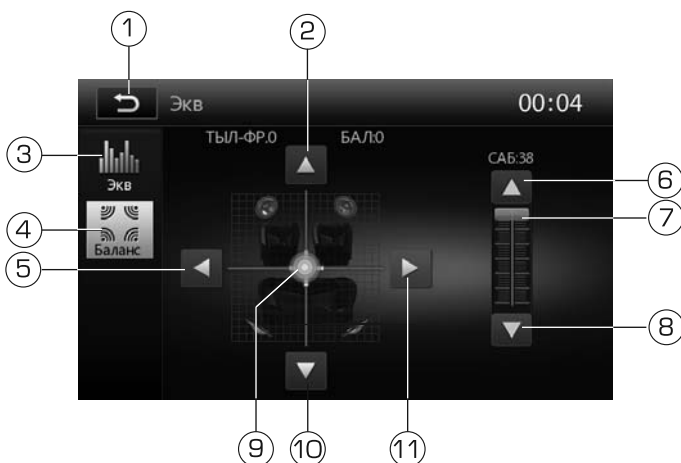 1
2
Экв
00:04
3
ТЫЛ-ФР.0
БАЛ:0
САБ:38
Экв
6
7
4
Баланс
5
8
9
10
11